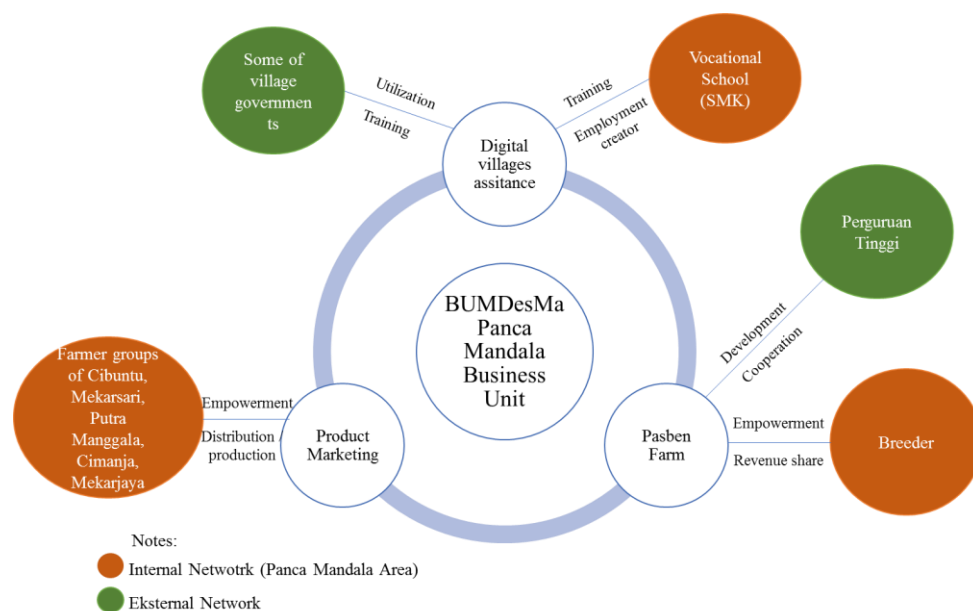 Some of
village
governmen
ts
Utilization
Training
Vocational
School
(SMK)
Training
Employment
creator
Digital
villages
assitance
Perguruan
Tinggi
BUMDesMa
Panca
Mandala
Business
Unit
Development
Cooperation
Farmer groups
of Cibuntu,
Mekarsari,
Putra
Manggala,
Cimanja,
Mekarjaya
Empowerment
Distribution /
production
Product
Marketing
Pasben
Farm
Empowerment
Revenue share
Breeder
Notes:
Internal Netwotrk (Panca Mandala Area)
Eksternal Network